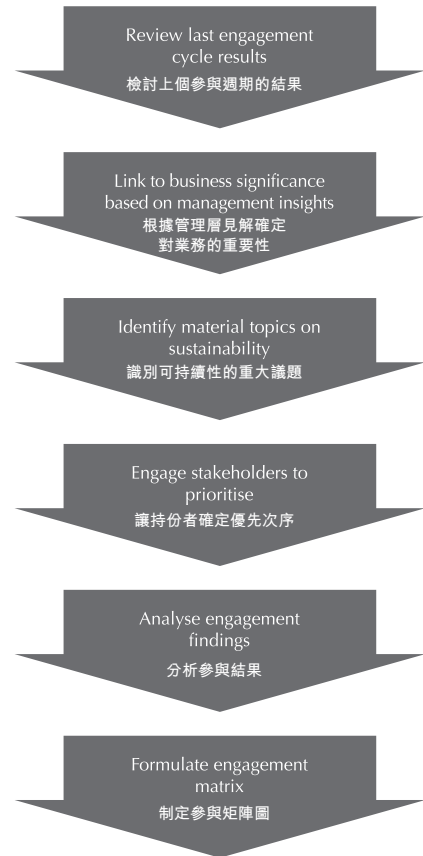 Review last engagement
cycle results
檢討上個參與週期的結果
Link to business significance
based on management insights
根據管理層見解確定
對業務的重要性
Identify material topics on
sustainability
識別可持續性的重大議題
Engage stakeholders to
prioritise
讓持份者確定優先次序
Analyse engagement
findings
分析參與結果
Formulate engagement
matrix
制定參與矩陣圖